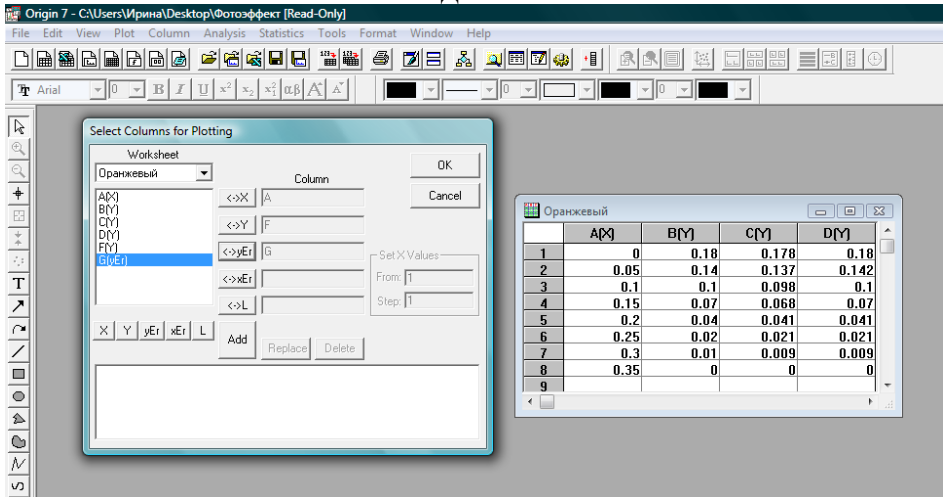 Origin 7 - C:\Users\Ирина\Desktop\Фотоэффект [Read-Only]
File Edit View Plot Column Analysis Statistics Tools Format Window Help
Arial 0 B I U x² x₂ αβ A A 0 0
Select Columns for Plotting
Worksheet
Оранжевый
Column
OK
Cancel
A(X)
B(Y)
C(Y)
D(Y)
F(Y)
G(yEr)
<->X A
<->Y F
<->yEr G
<->xEr
<->L
Set X Values
From: 1
Step: 1
X Y yEr xEr L
Add
Replace Delete
Оранжевый
A(X) B(Y) C(Y) D(Y)
1 0 0.18 0.178 0.18
2 0.05 0.14 0.137 0.142
3 0.1 0.1 0.098 0.1
4 0.15 0.07 0.068 0.07
5 0.2 0.04 0.041 0.041
6 0.25 0.02 0.021 0.021
7 0.3 0.01 0.009 0.009
8 0.35 0 0 0
9
T